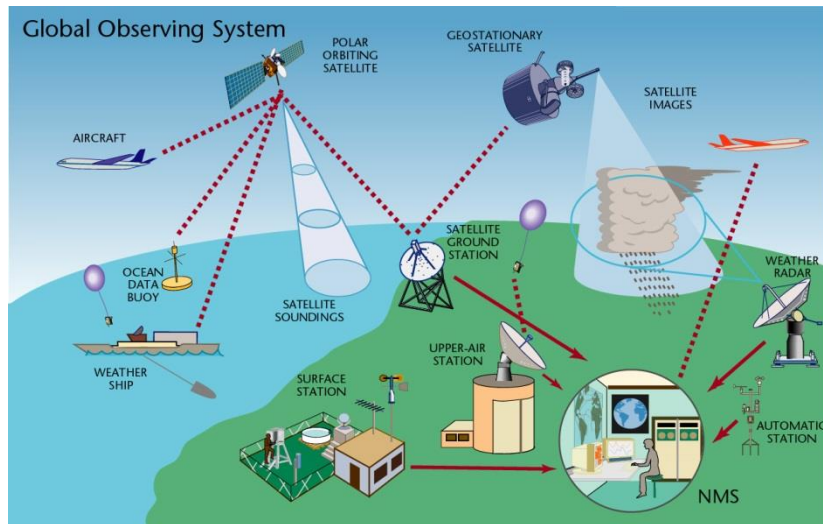 Global Observing System
POLAR
ORBITING
SATELLITE
GEOSTATIONARY
SATELLITE
SATELLITE
IMAGES
AIRCRAFT
OCEAN
DATA
BUOY
SATELLITE
SOUNDINGS
SATELLITE
GROUND
STATION
WEATHER
RADAR
WEATHER
SHIP
UPPER-AIR
STATION
SURFACE
STATION
AUTOMATIC
STATION
NMS